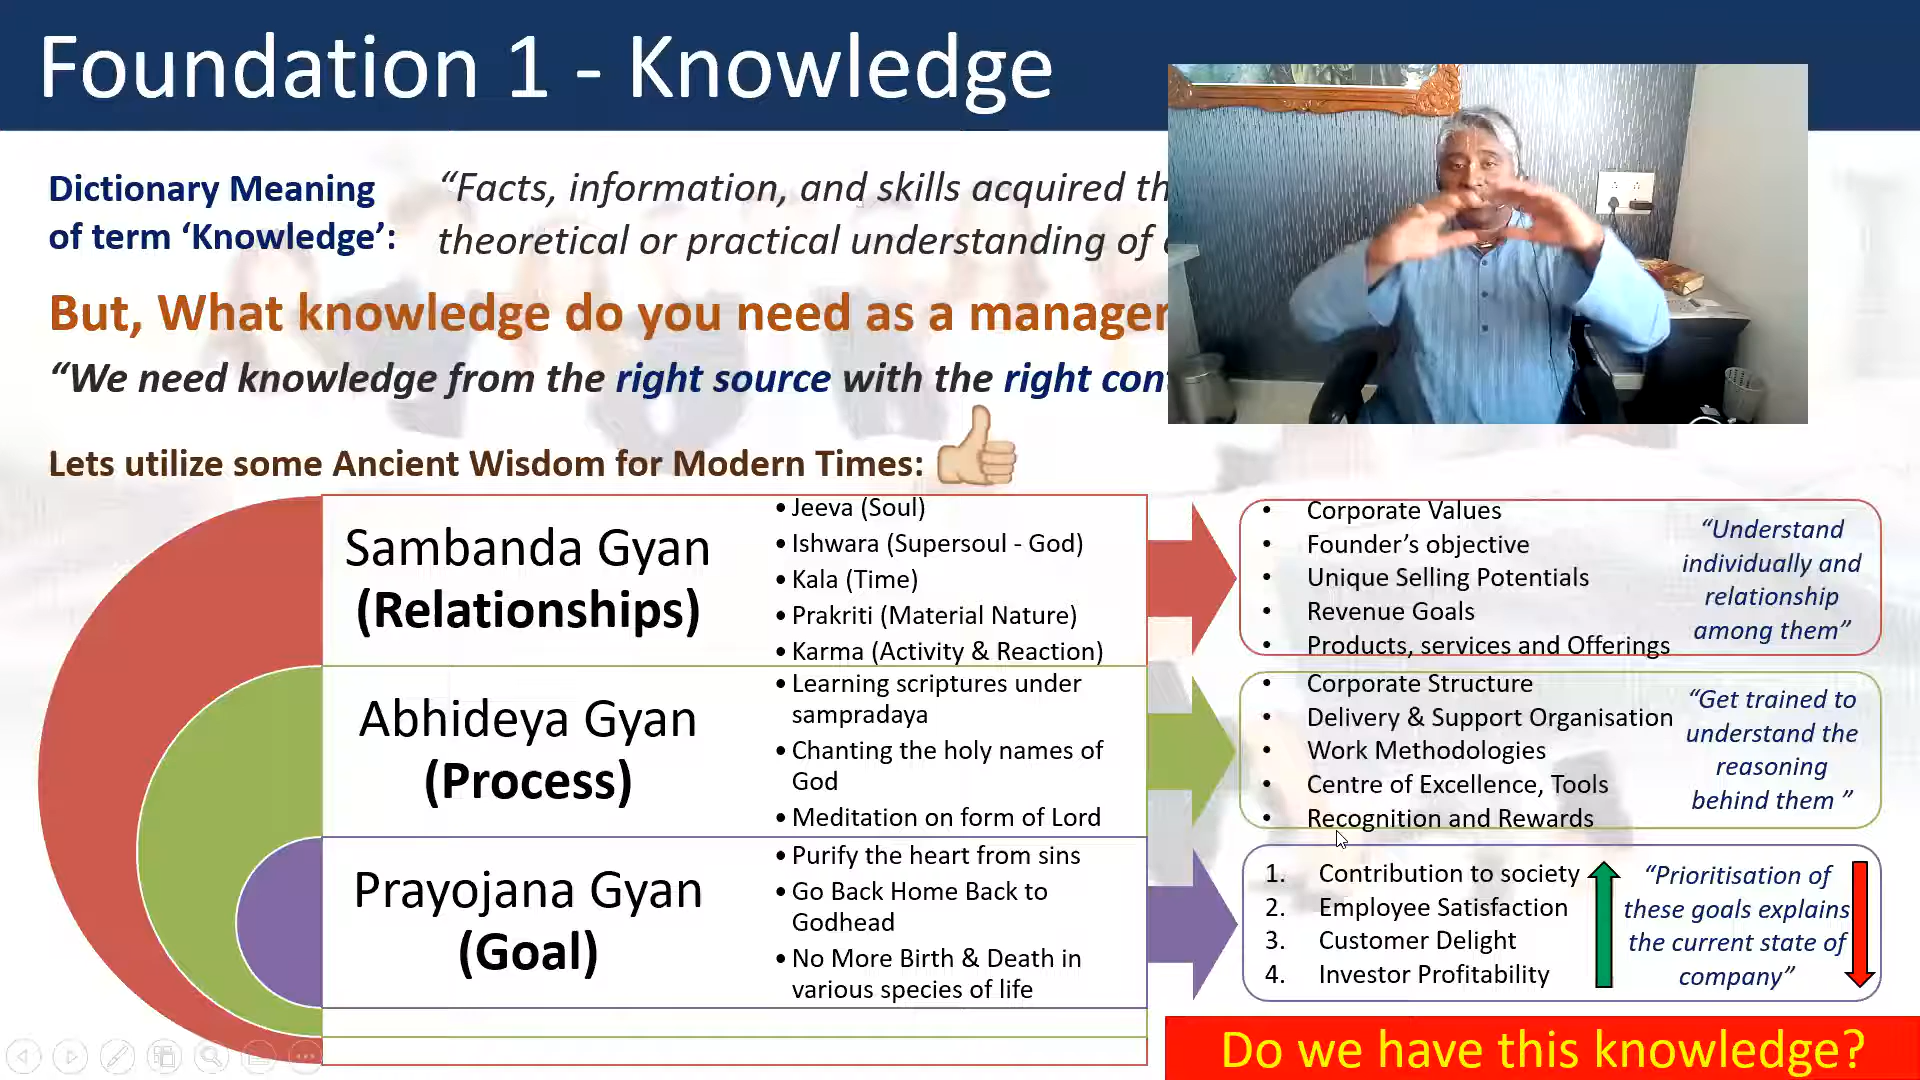 Foundation 1 - Knowledge
Dictionary Meaning
of term ‘Knowledge’:
“Facts, information, and skills acquired
theoretical or practical understanding of
But, What knowledge do you need as a manager
“We need knowledge from the right source with the right
Lets utilize some Ancient Wisdom for Modern Times:
Sambanda Gyan
(Relationships)
• Jeeva (Soul)
• Ishwara (Supersoul - God)
• Kala (Time)
• Prakriti (Material Nature)
• Karma (Activity & Reaction)
• Corporate Values
• Founder’s objective
• Unique Selling Potentials
• Revenue Goals
• Products, services and Offerings
“Understand
individually and
relationship
among them”
Abhideya Gyan
(Process)
• Learning scriptures under
sampradaya
• Chanting the holy names of
God
• Meditation on form of Lord
• Corporate Structure
• Delivery & Support Organisation
• Work Methodologies
• Centre of Excellence, Tools
• Recognition and Rewards
“Get trained to
understand the
reasoning
behind them ”
Prayojana Gyan
(Goal)
• Purify the heart from sins
• Go Back Home Back to
Godhead
• No More Birth & Death in
various species of life
1. Contribution to society
2. Employee Satisfaction
3. Customer Delight
4. Investor Profitability
“Prioritisation of
these goals explains
the current state of
company”
Do we have this knowledge?